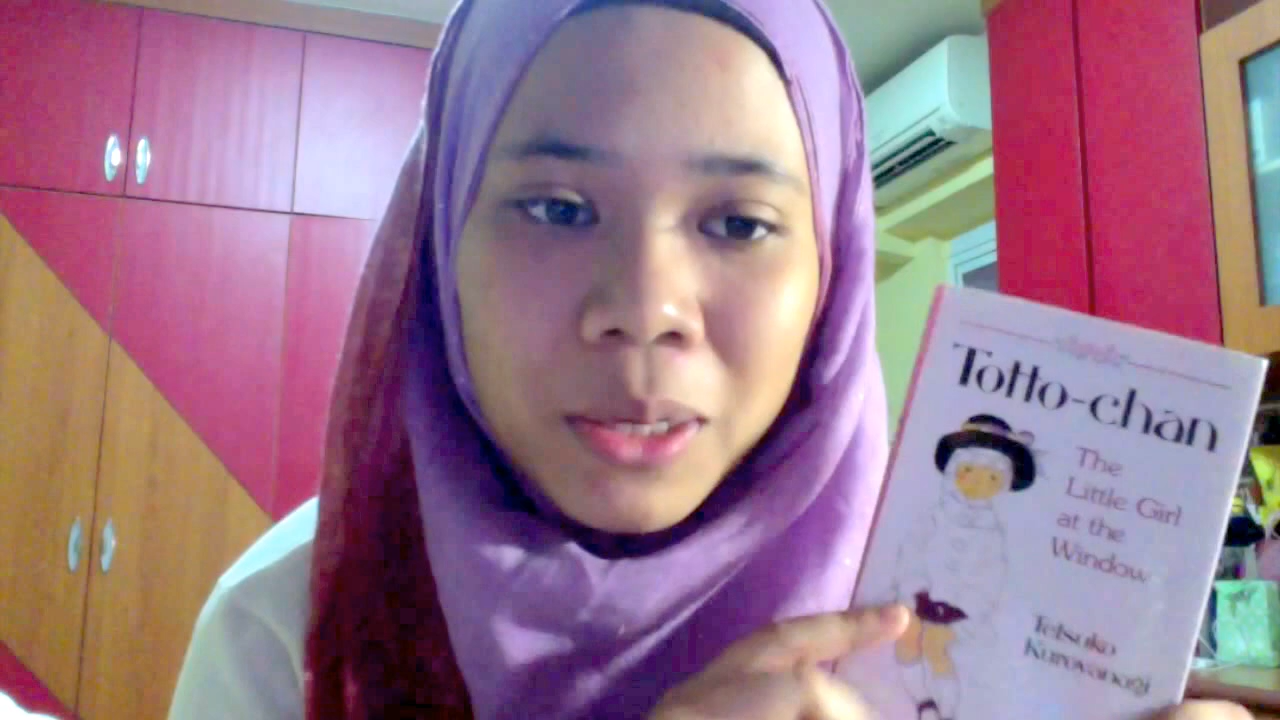 Totto-chan
The
Little Girl
at the
Window
Tetsuko
Kuroyanagi